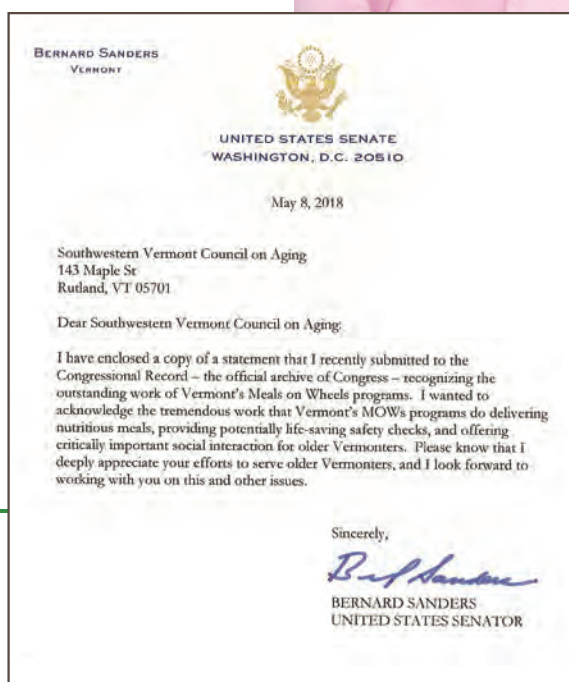 BERNARD SANDERS
VERMONT
UNITED STATES SENATE
WASHINGTON, D.C. 20510
May 8, 2018
Southwestern Vermont Council on Aging
143 Maple St
Rutland, VT 05701
Dear Southwestern Vermont Council on Aging:
I have enclosed a copy of a statement that I recently submitted to the
Congressional Record – the official archive of Congress – recognizing the
outstanding work of Vermont's Meals on Wheels programs. I wanted to
acknowledge the tremendous work that Vermont's MOWs programs do delivering
nutritious meals, providing potentially life-saving safety checks, and offering
critically important social interaction for older Vermonters. Please know that I
deeply appreciate your efforts to serve older Vermonters, and I look forward to
working with you on this and other issues.
Sincerely,
Be Sanders
BERNARD SANDERS
UNITED STATES SENATOR